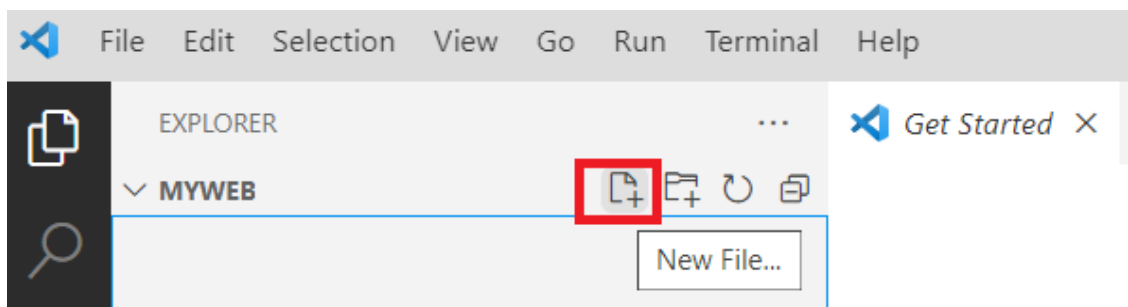 File Edit Selection View Go Run Terminal Help
EXPLORER ··· Get Started ×
MYWEB
New File...